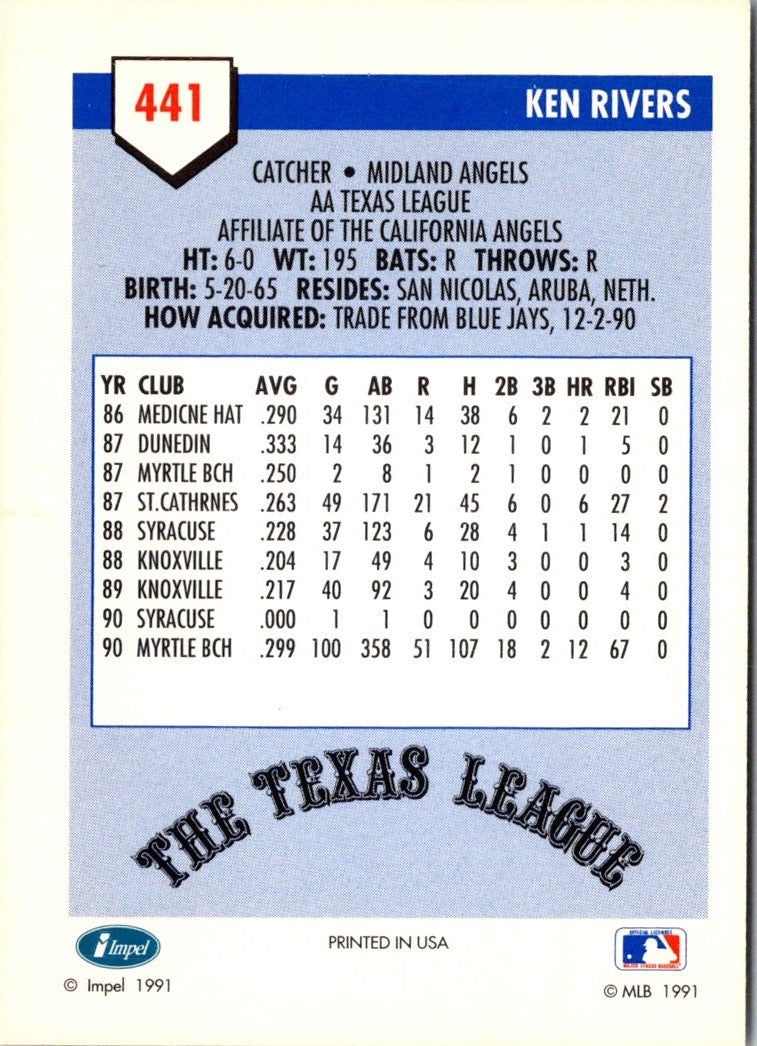 441
KEN RIVERS
CATCHER • MIDLAND ANGELS
AA TEXAS LEAGUE
AFFILIATE OF THE CALIFORNIA ANGELS
HT: 6-0 WT: 195 BATS: R THROWS: R
BIRTH: 5-20-65 RESIDES: SAN NICOLAS, ARUBA, NETH.
HOW ACQUIRED: TRADE FROM BLUE JAYS, 12-2-90
YR CLUB AVG G AB R H 2B 3B HR RBI SB
86 MEDICNE HAT .290 34 131 14 38 6 2 2 21 0
87 DUNEDIN .333 14 36 3 12 1 0 1 5 0
87 MYRTLE BCH .250 2 8 1 2 1 0 0 0 0
87 ST.CATHRNES .263 49 171 21 45 6 0 6 27 2
88 SYRACUSE .228 37 123 6 28 4 1 1 14 0
88 KNOXVILLE .204 17 49 4 10 3 0 0 3 0
89 KNOXVILLE .217 40 92 3 20 4 0 0 4 0
90 SYRACUSE .000 1 1 0 0 0 0 0 0 0
90 MYRTLE BCH .299 100 358 51 107 18 2 12 67 0
THE TEXAS LEAGUE
Impel
PRINTED IN USA
OFFICIAL LICENSEE
MAJOR LEAGUE BASEBALL
© Impel 1991
© MLB 1991